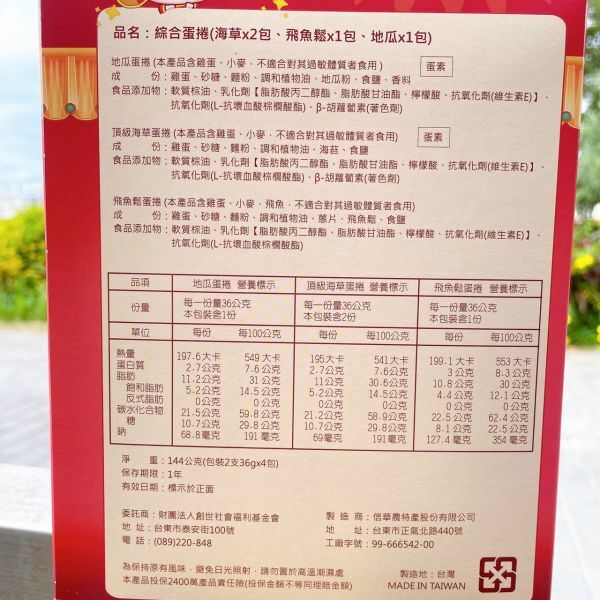 品名：綜合蛋捲(海草x2包、飛魚鬆x1包、地瓜x1包)
地瓜蛋捲(本產品含雞蛋、小麥，不適合對其過敏體質者食用) 蛋素
成 份：雞蛋、砂糖、麵粉、調和植物油、地瓜粉、食鹽、香料
食品添加物：軟質棕油、乳化劑【脂肪酸丙二醇酯、脂肪酸甘油酯、檸檬酸、抗氧化劑(維生素E)】、
抗氧化劑(L-抗壞血酸棕櫚酸酯)、β-胡蘿蔔素(著色劑)
頂級海草蛋捲(本產品含雞蛋、小麥，不適合對其過敏體質者食用) 蛋素
成 份：雞蛋、砂糖、麵粉、調和植物油、海苔、食鹽
食品添加物：軟質棕油、乳化劑【脂肪酸丙二醇酯、脂肪酸甘油酯、檸檬酸、抗氧化劑(維生素E)】、
抗氧化劑(L-抗壞血酸棕櫚酸酯)、β-胡蘿蔔素(著色劑)
飛魚鬆蛋捲(本產品含雞蛋、小麥、飛魚，不適合對其過敏體質者食用)
成 份：雞蛋、砂糖、麵粉、調和植物油、蔥片、飛魚鬆、食鹽
食品添加物：軟質棕油、乳化劑【脂肪酸丙二醇酯、脂肪酸甘油酯、檸檬酸、抗氧化劑(維生素E)】、
抗氧化劑(L-抗壞血酸棕櫚酸酯)
品項 地瓜蛋捲 營養標示 頂級海草蛋捲 營養標示 飛魚鬆蛋捲 營養標示
份量 每一份量36公克 每一份量36公克 每一份量36公克
本包裝含1份 本包裝含2份 本包裝含1份
單位 每份 每100公克 每份 每100公克 每份 每100公克
熱量 197.6大卡 549大卡 195大卡 541大卡 199.1大卡 553大卡
蛋白質 2.7公克 7.6公克 2.7公克 7.6公克 3公克 8.3公克
脂肪 11.2公克 31公克 11公克 30.6公克 10.8公克 30公克
飽和脂肪 5.2公克 14.5公克 5.2公克 14.5公克 4.4公克 12.1公克
反式脂肪 0公克 0公克 0公克 0公克 0公克 0公克
碳水化合物 21.5公克 59.8公克 21.2公克 58.9公克 22.5公克 62.4公克
糖 10.7公克 29.8公克 10.7公克 29.8公克 8.1公克 22.5公克
鈉 68.8毫克 191毫克 69毫克 191毫克 127.4毫克 354毫克
淨 重：144公克(包裝2支36gx4包)
保存期限：1年
有效日期：標示於正面
委託商：財團法人創世社會福利基金會
地 址：台東市泰安街100號
電 話：(089)220-848
製 造 商：信華農特產股份有限公司
地 址：台東市正氣北路440號
工廠字號：99-666542-00
為保持原有風味，避免日光照射，請勿置於高溫潮濕處
本產品投保2400萬產品責任險(投保金額不等同理賠金額)
製造地：台灣
MADE IN TAIWAN